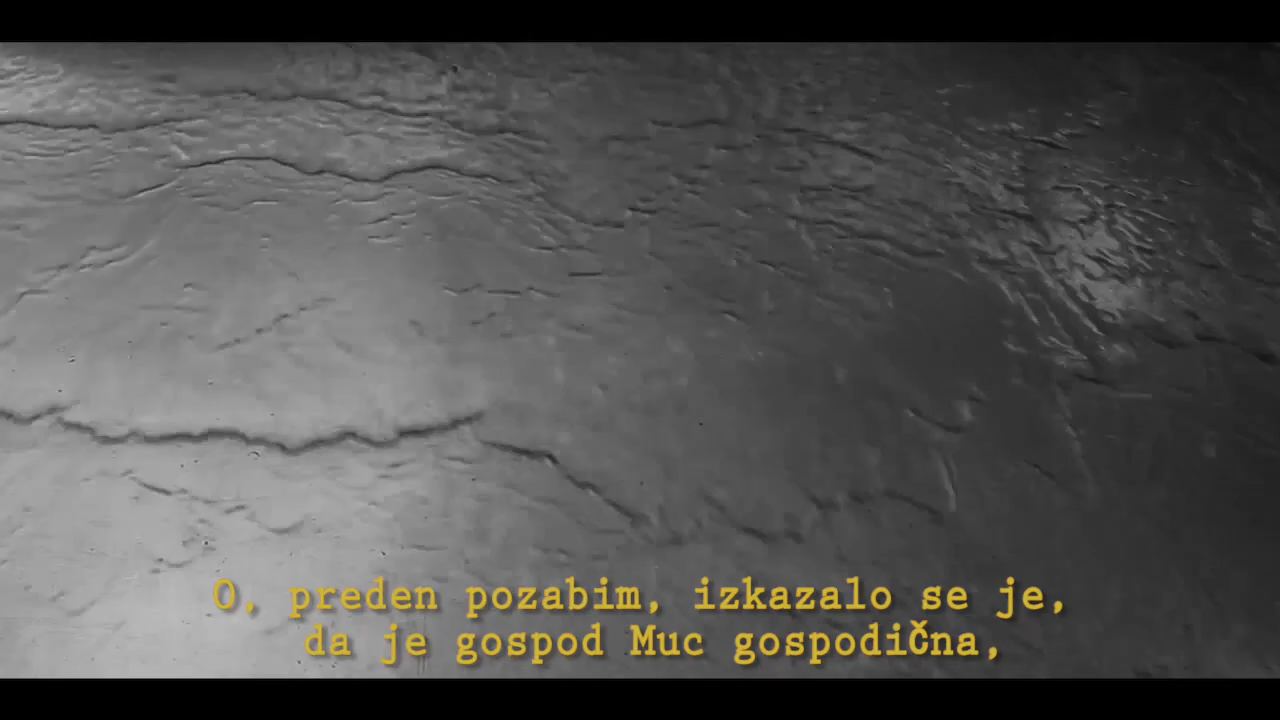 O, preden pozabim, izkazalo se je,
da je gospod Muc gospodična,